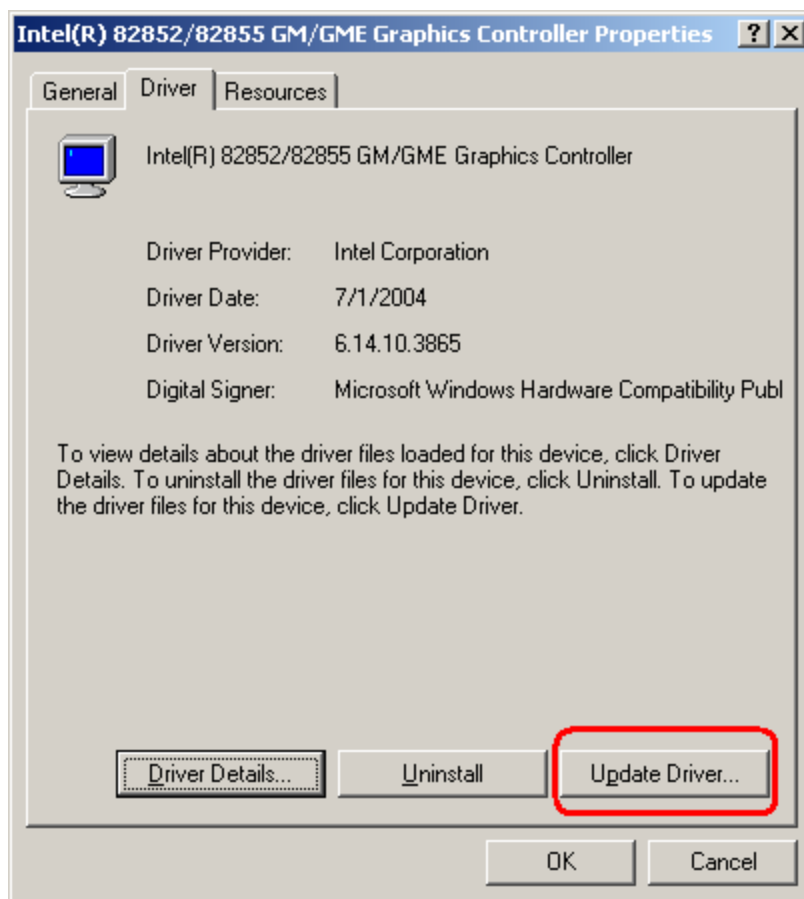 Intel(R) 82852/82855 GM/GME Graphics Controller Properties
General Driver Resources
Intel(R) 82852/82855 GM/GME Graphics Controller
Driver Provider: Intel Corporation
Driver Date: 7/1/2004
Driver Version: 6.14.10.3865
Digital Signer: Microsoft Windows Hardware Compatibility Publ
To view details about the driver files loaded for this device, click Driver
Details. To uninstall the driver files for this device, click Uninstall. To update
the driver files for this device, click Update Driver.
Driver Details... Uninstall Update Driver...
OK Cancel